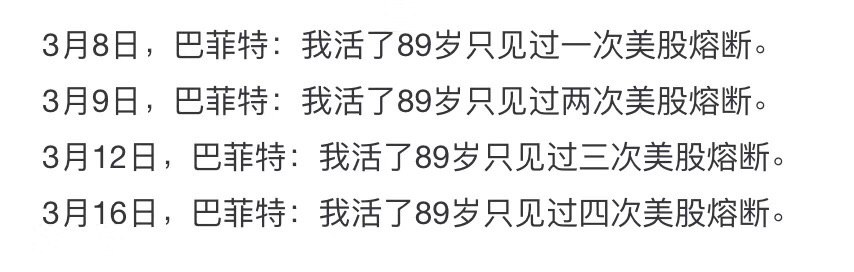 3月8日，巴菲特：我活了89岁只见过一次美股熔断。
3月9日，巴菲特：我活了89岁只见过两次美股熔断。
3月12日，巴菲特：我活了89岁只见过三次美股熔断。
3月16日，巴菲特：我活了89岁只见过四次美股熔断。